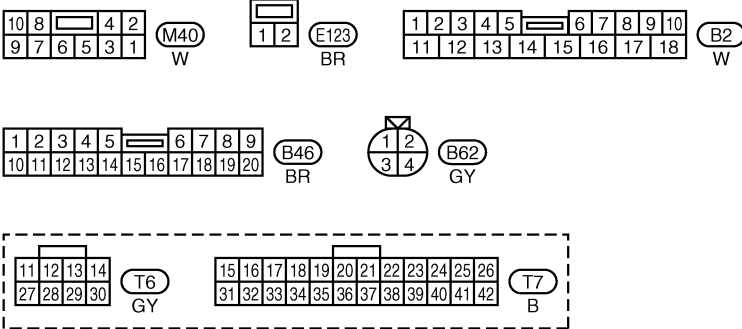 10 8 4 2
9 7 6 5 3 1
M40
W
1 2
E123
BR
1 2 3 4 5 6 7 8 9 10
11 12 13 14 15 16 17 18
B2
W
1 2 3 4 5 6 7 8 9
10 11 12 13 14 15 16 17 18 19 20
B46
BR
1 2
3 4
B62
GY
11 12 13 14
27 28 29 30
T6
GY
15 16 17 18 19 20 21 22 23 24 25 26
31 32 33 34 35 36 37 38 39 40 41 42
T7
B